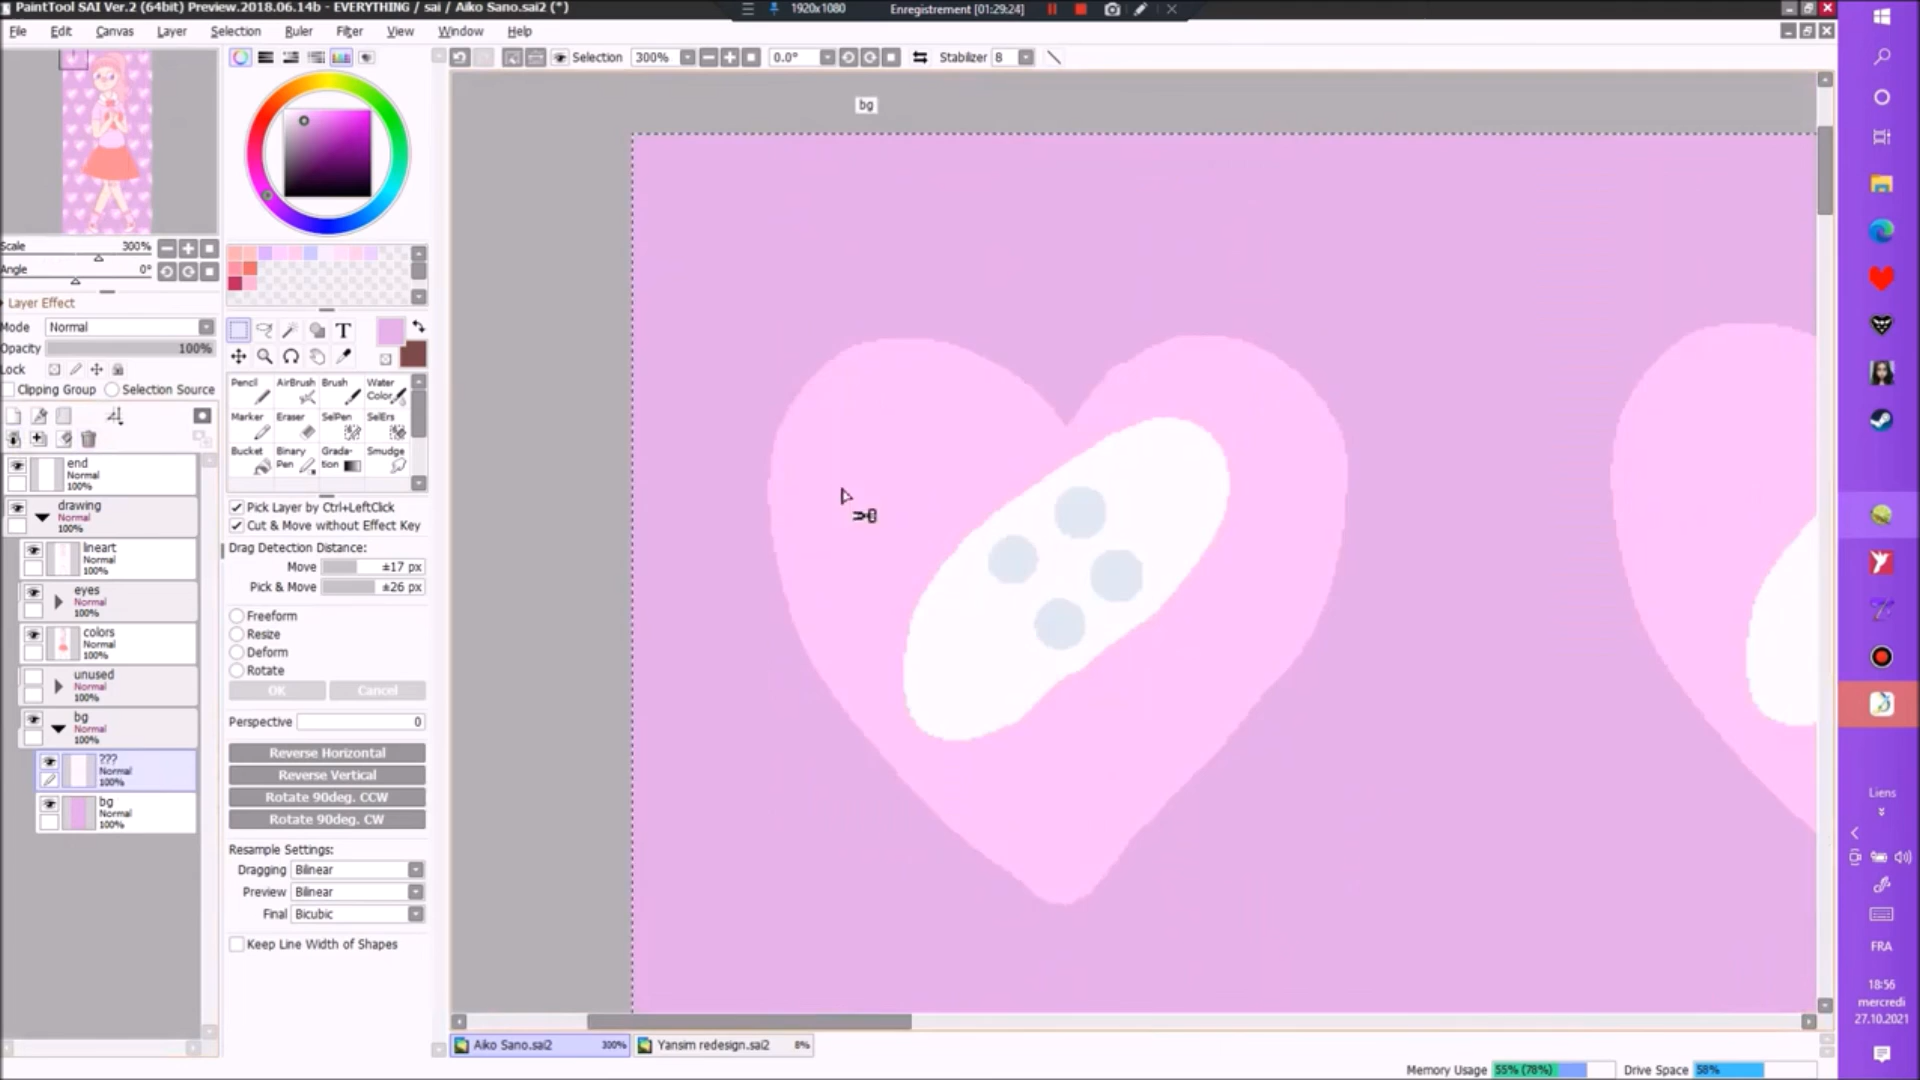 PaintTool SAI Ver.2 (64bit) Preview.2018.06.14b - EVERYTHING / sai / Aiko Sano.sai2 (*)
1920x1080
Enregistrement [01:29:24]
File Edit Canvas Layer Selection Ruler Filter View Window Help
Selection 300% 0.0° Stabilizer 8
bg
Scale 300%
Angle 0°
Layer Effect
Mode Normal
Opacity 100%
Lock
Clipping Group Selection Source
end
Normal
100%
drawing
Normal
100%
lineart
Normal
100%
eyes
Normal
100%
colors
Normal
100%
unused
Normal
100%
bg
Normal
100%
???
Normal
100%
bg
Normal
100%
T
Pencil AirBrush Brush Water Color
Marker Eraser SelPen SelErs
Bucket Binary Pen Grada-tion Smudge
Pick Layer by Ctrl+LeftClick
Cut & Move without Effect Key
Drag Detection Distance:
Move ±17 px
Pick & Move ±26 px
Freeform
Resize
Deform
Rotate
OK Cancel
Perspective 0
Reverse Horizontal
Reverse Vertical
Rotate 90deg. CCW
Rotate 90deg. CW
Resample Settings:
Dragging Bilinear
Preview Bilinear
Final Bicubic
Keep Line Width of Shapes
Aiko Sano.sai2 300% Yansim redesign.sai2 8%
Memory Usage 55% (78%) Drive Space 58%
Liens
FRA
18:56
mercredi
27.10.2021